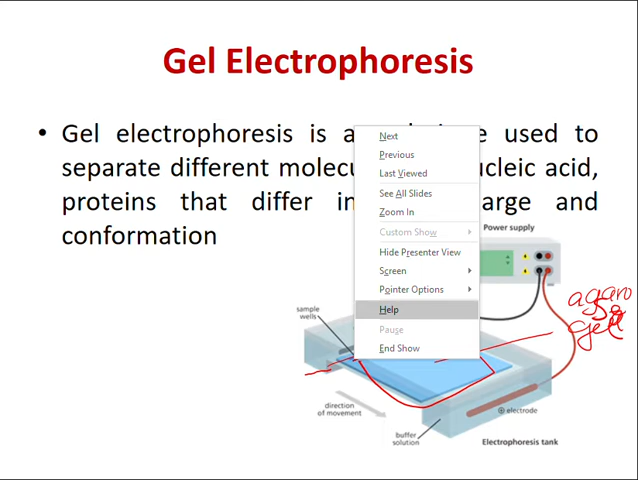 Gel Electrophoresis
• Gel electrophoresis is a used to
separate different molecu ucleic acid,
proteins that differ in arge and
conformation
Next
Previous
Last Viewed
See All Slides
Zoom In
Custom Show
Hide Presenter View
Screen
Pointer Options
Help
Pause
End Show
Power supply
agaro
se
gel
sample
wells
direction
of movement
electrode
buffer
solution
Electrophoresis tank